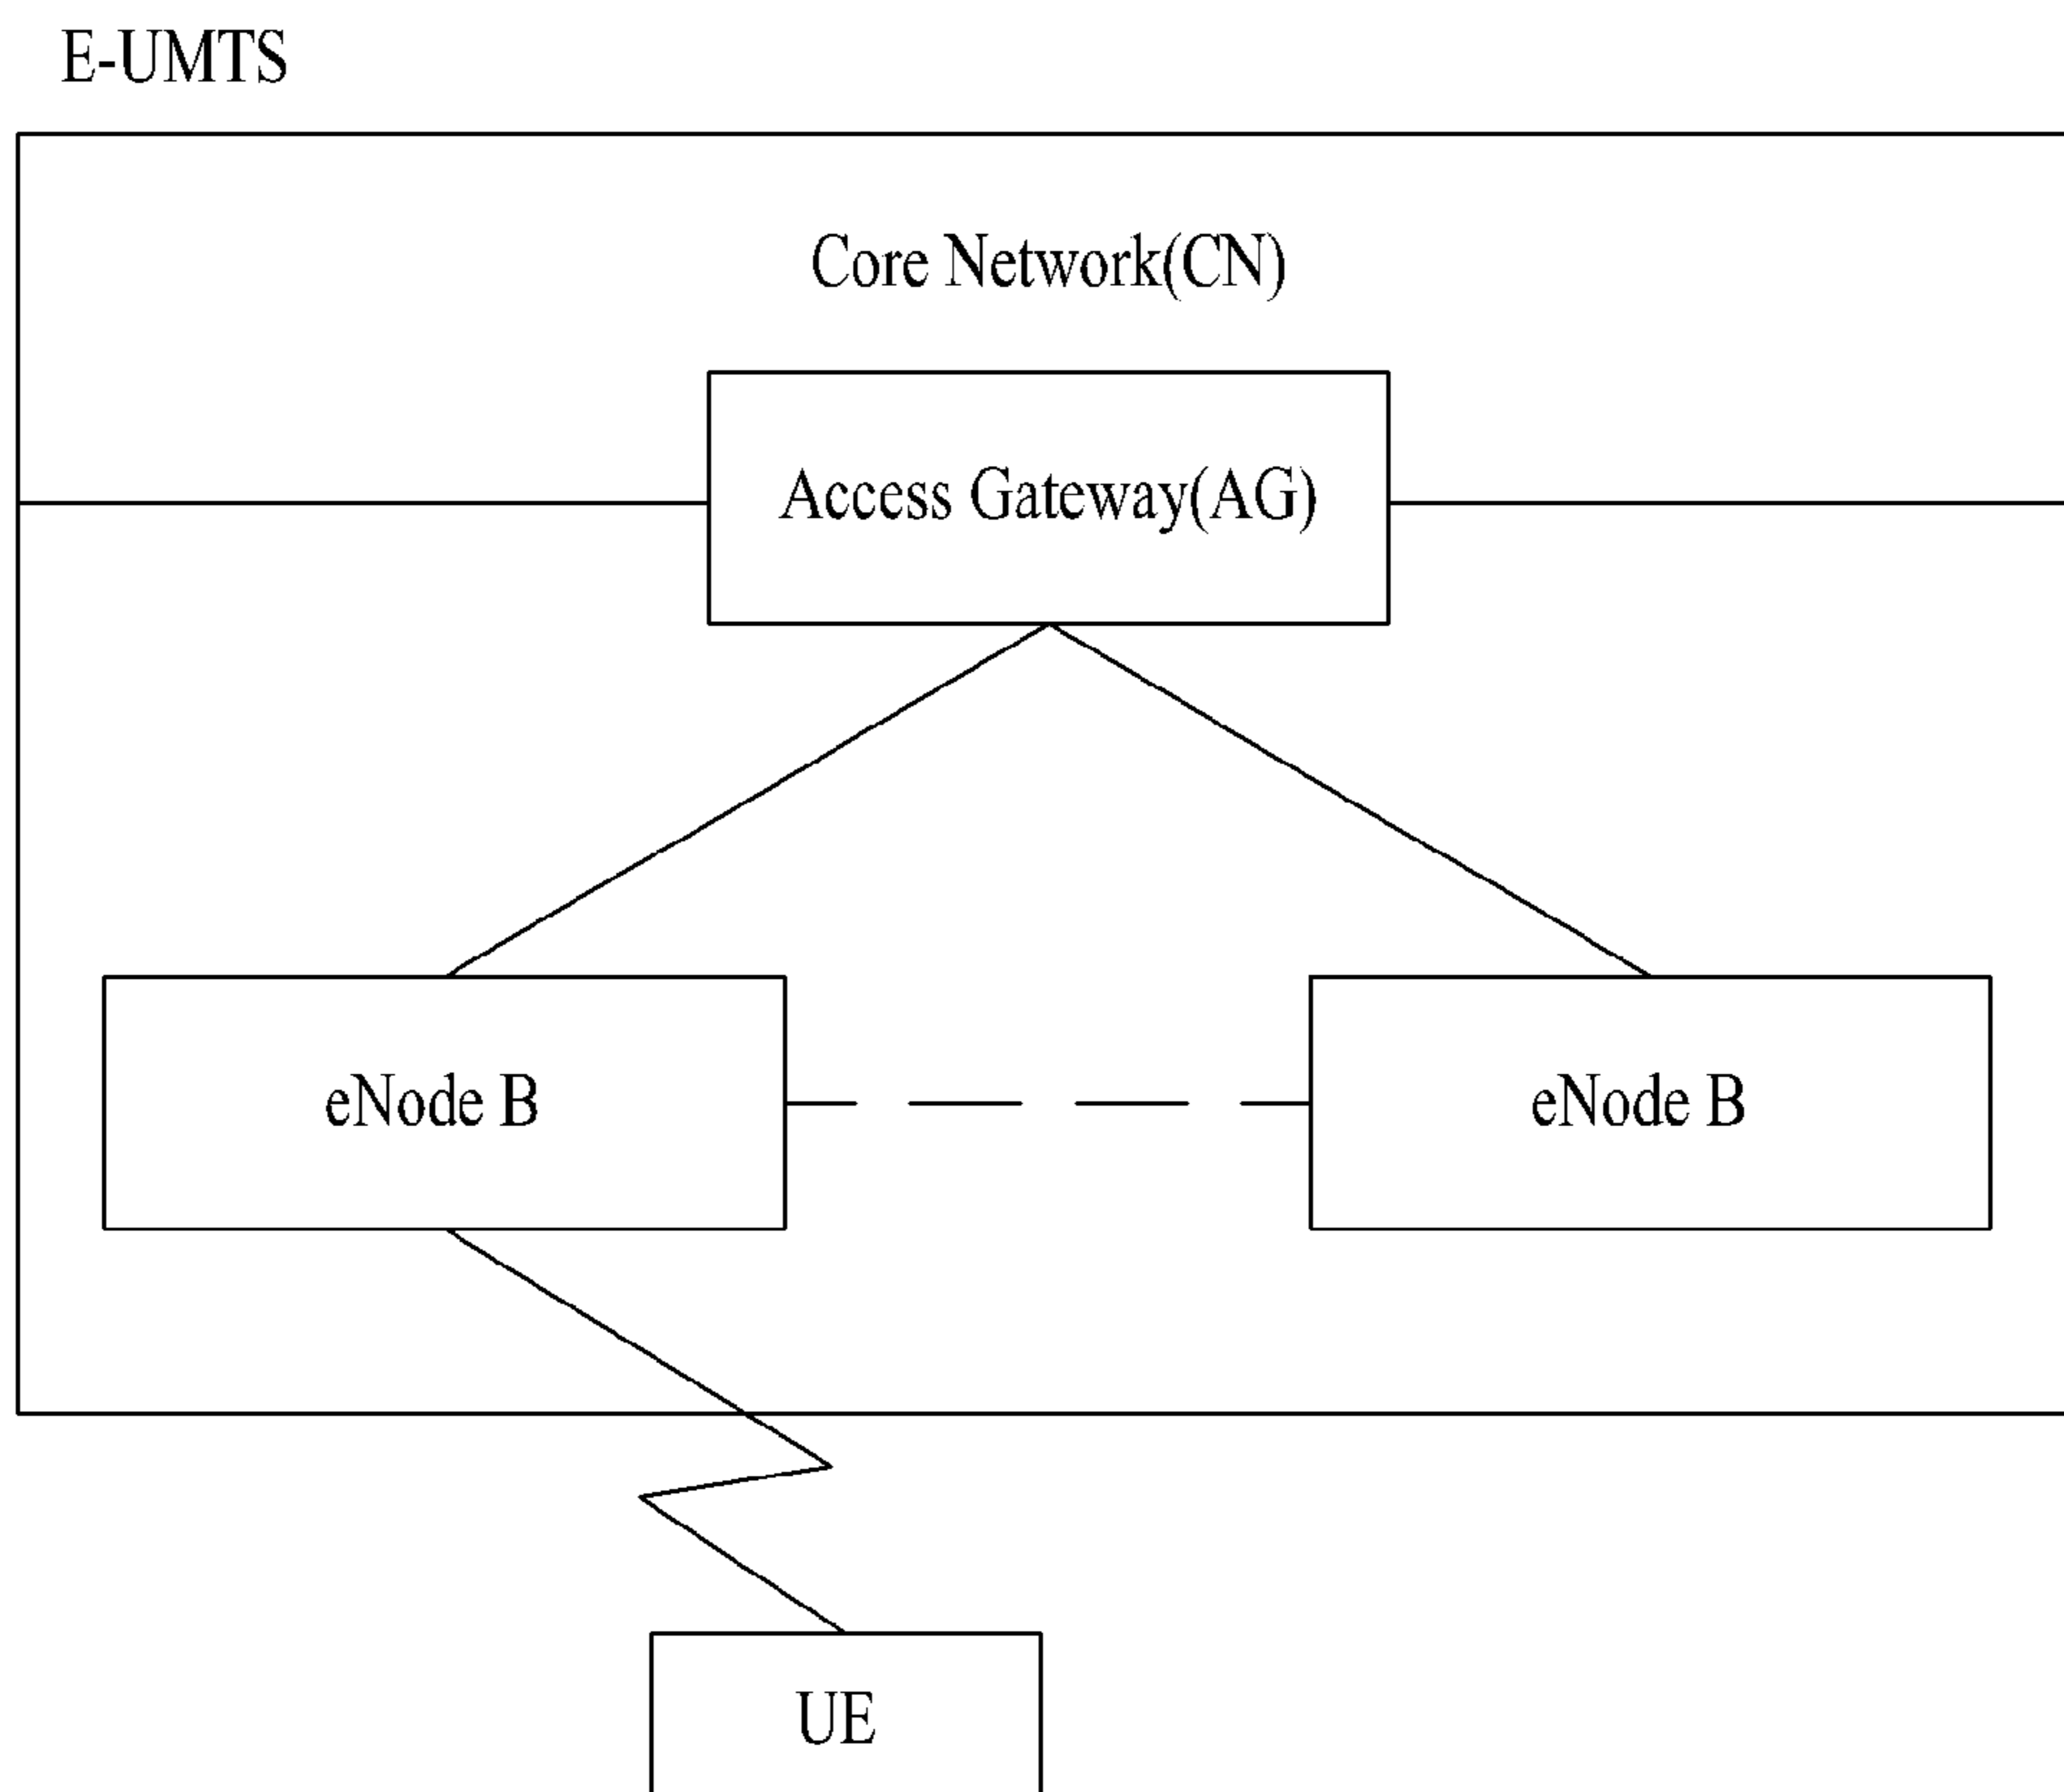 E-UMTS
Core Network(CN)
Access Gateway(AG)
eNode B
eNode B
UE